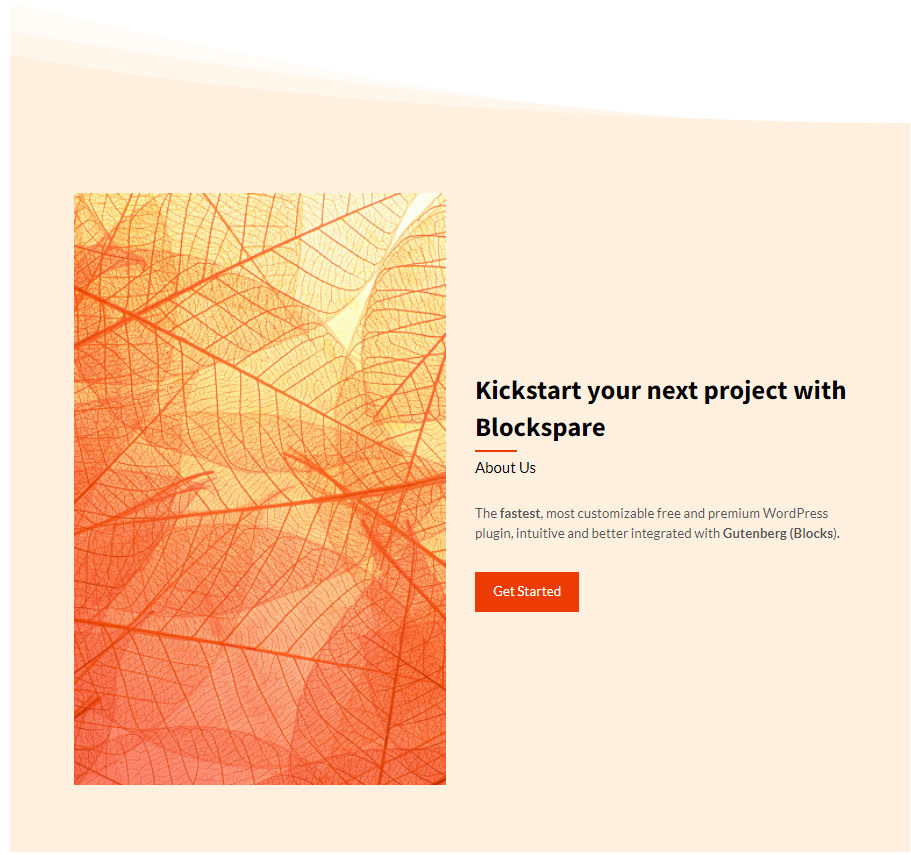 Kickstart your next project with
Blockspare
About Us
The fastest, most customizable free and premium WordPress
plugin, intuitive and better integrated with Gutenberg (Blocks).
Get Started